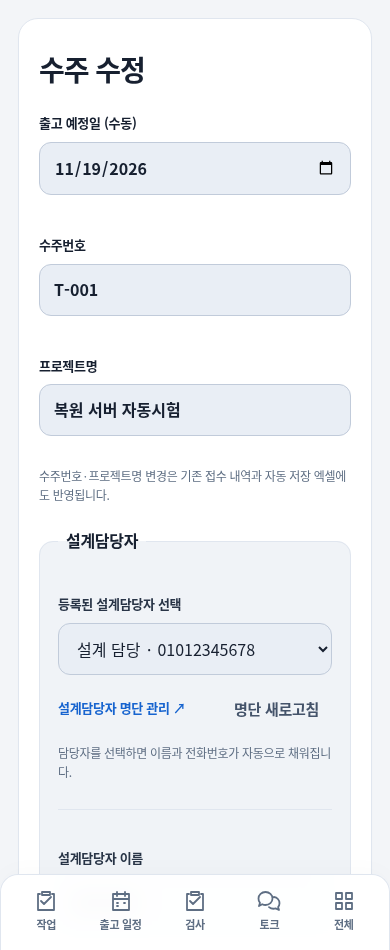 수주 수정
출고 예정일 (수동)
11/19/2026
수주번호
T-001
프로젝트명
복원 서버 자동시험
수주번호·프로젝트명 변경은 기존 접수 내역과 자동 저장 엑셀에
도 반영됩니다.
설계담당자
등록된 설계담당자 선택
설계 담당 · 01012345678
설계담당자 명단 관리 ↗ 명단 새로고침
담당자를 선택하면 이름과 전화번호가 자동으로 채워집니
다.
설계담당자 이름
작업 출고 일정 검사 토크 전체